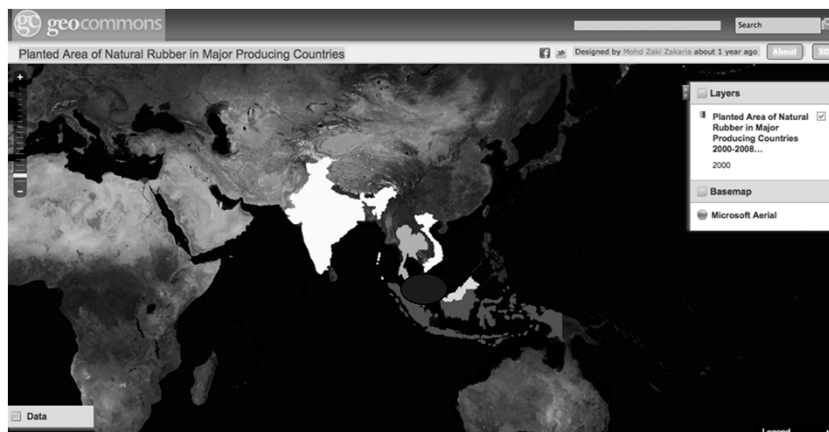 gc geocommons
Search
Planted Area of Natural Rubber in Major Producing Countries
Designed by Mohd Zaki Zakaria about 1 year ago
About
3D
Layers
Planted Area of Natural
Rubber in Major
Producing Countries
2000-2008...
2000
Basemap
Microsoft Aerial
Data
Legend